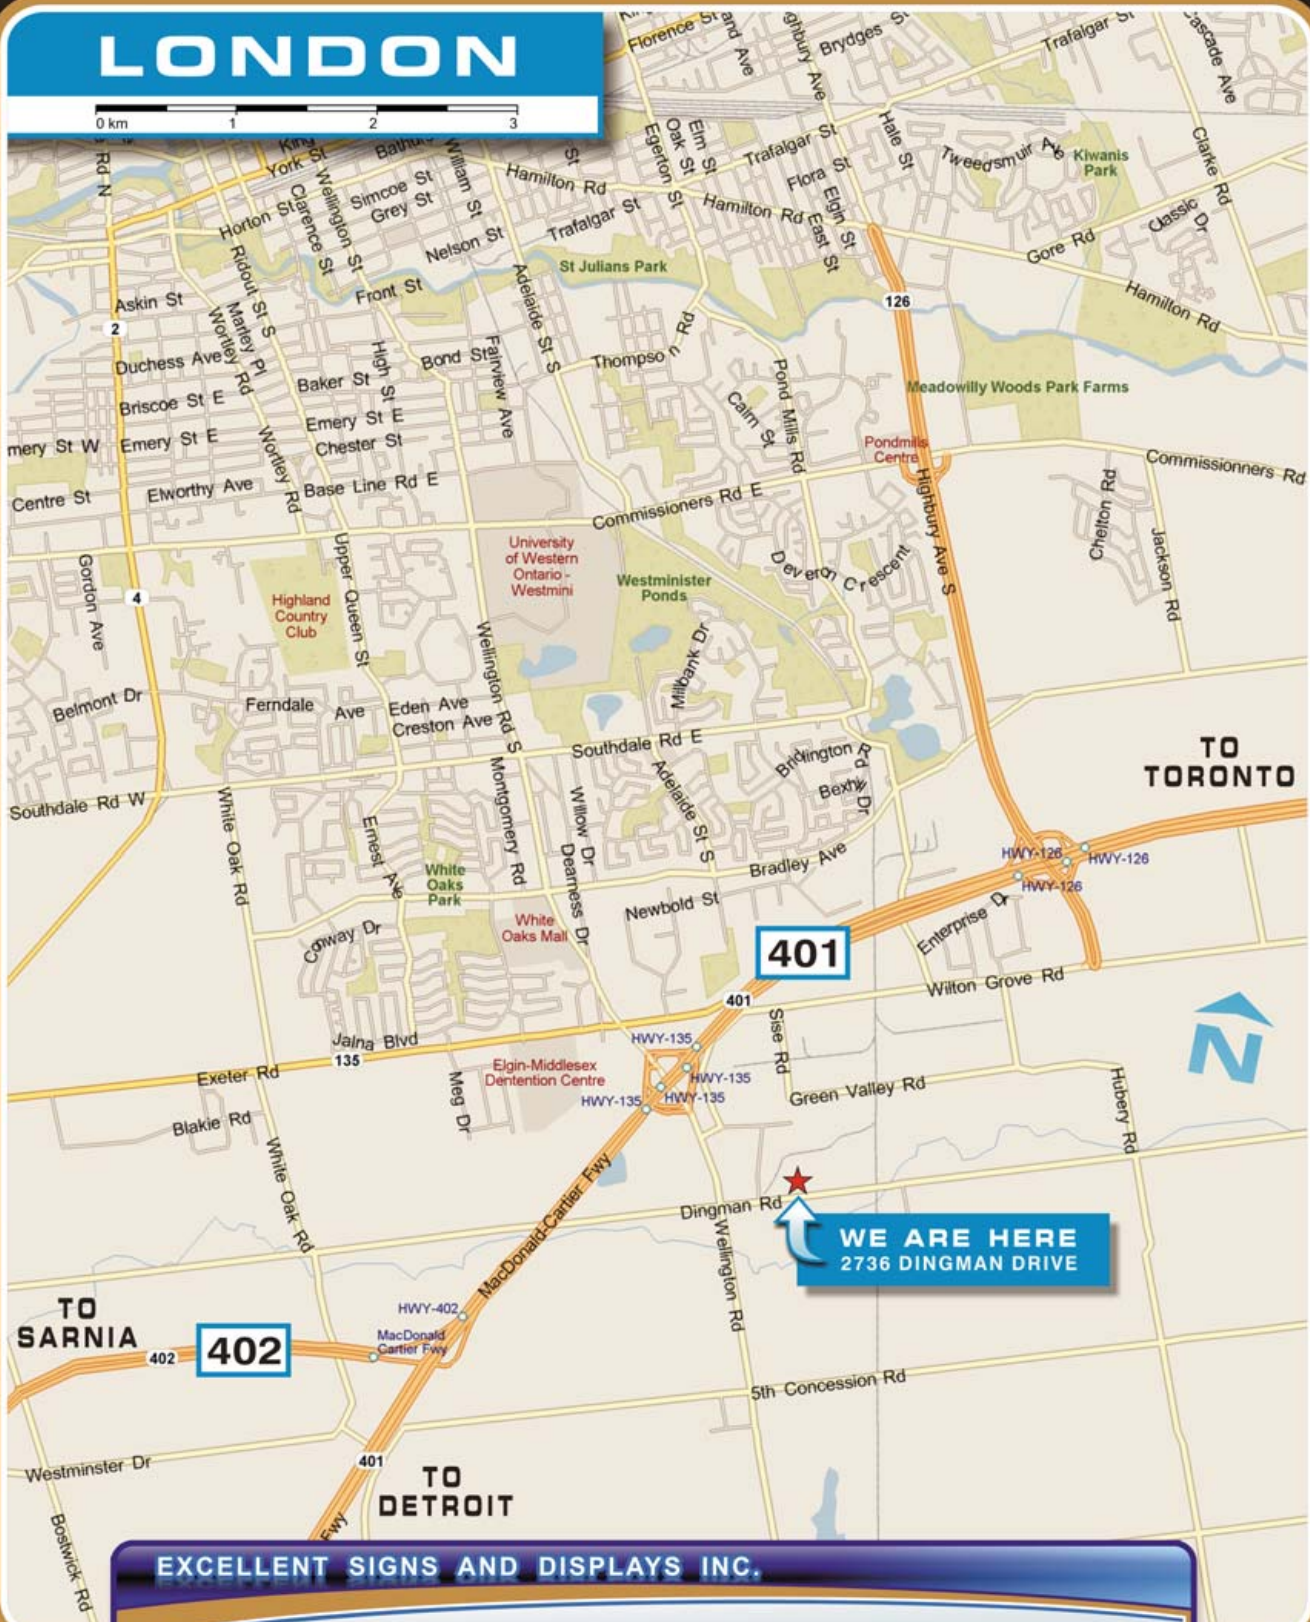 LONDON
0 km 1 2 3
Florence St
Brydges St
Trafalgar St
Cascade Ave
Rd N
York St
King
William St
Hamilton Rd
St
Egerton St
Oak St
Elm St
Trafalgar St
Hale St
Tweedsmuir Ave
Kiwanis
Park
Clarke Rd
Horton St
Clarence St
Wellington St
Simcoe St
Grey St
Nelson St
Trafalgar St
Hamilton Rd
Flora St
Elgin St
East St
Gore Rd
Classic Dr
Hamilton Rd
St Julians Park
Askin St
2
Ridout St S
Marley Pl
Wortley Rd
Front St
Adelaide St S
126
Duchess Ave
Briscoe St E
Baker St
High St
Bond St
Fairview Ave
Thompson Rd
Pond Mills Rd
Calm St
Meadowilly Woods Park Farms
Emery St E
Chester St
mery St W
Emery St E
Wortley Rd
Pondmills
Centre
Commissionners Rd
Centre St
Elworthy Ave
Base Line Rd E
Commissioners Rd E
Highbury Ave S
Chelton Rd
Jackson Rd
Gordon Ave
4
Upper Queen St
University
of Western
Ontario -
Westmini
Westminister
Ponds
Deveron Crescent
Highland
Country
Club
Wellington Rd S
Millbank Dr
Belmont Dr
Ferndale Ave
Eden Ave
Creston Ave
Southdale Rd E
Bridlington Rd
Bexhy Dr
TO
TORONTO
Southdale Rd W
White Oak Rd
Montgomery Rd
Willow Dr
Dearness Dr
Adelaide St S
Ernest Ave
White
Oaks
Park
Bradley Ave
HWY-126
HWY-126
HWY-126
Newbold St
White
Oaks Mall
Conway Dr
401
Enterprise Dr
Wilton Grove Rd
401
Jalna Blvd
135
Exeter Rd
HWY-135
HWY-135
HWY-135
HWY-135
Sise Rd
N
Elgin-Middlesex
Dentention Centre
Meg Dr
Green Valley Rd
Hubery Rd
Blakie Rd
White Oak Rd
MacDonald-Cartier Fwy
Dingman Rd
Wellington Rd
WE ARE HERE
2736 DINGMAN DRIVE
TO
SARNIA
402
402
HWY-402
MacDonald
Cartier Fwy
5th Concession Rd
Westminster Dr
401
TO
DETROIT
Fwy
Bostwick Rd
EXCELLENT SIGNS AND DISPLAYS INC.